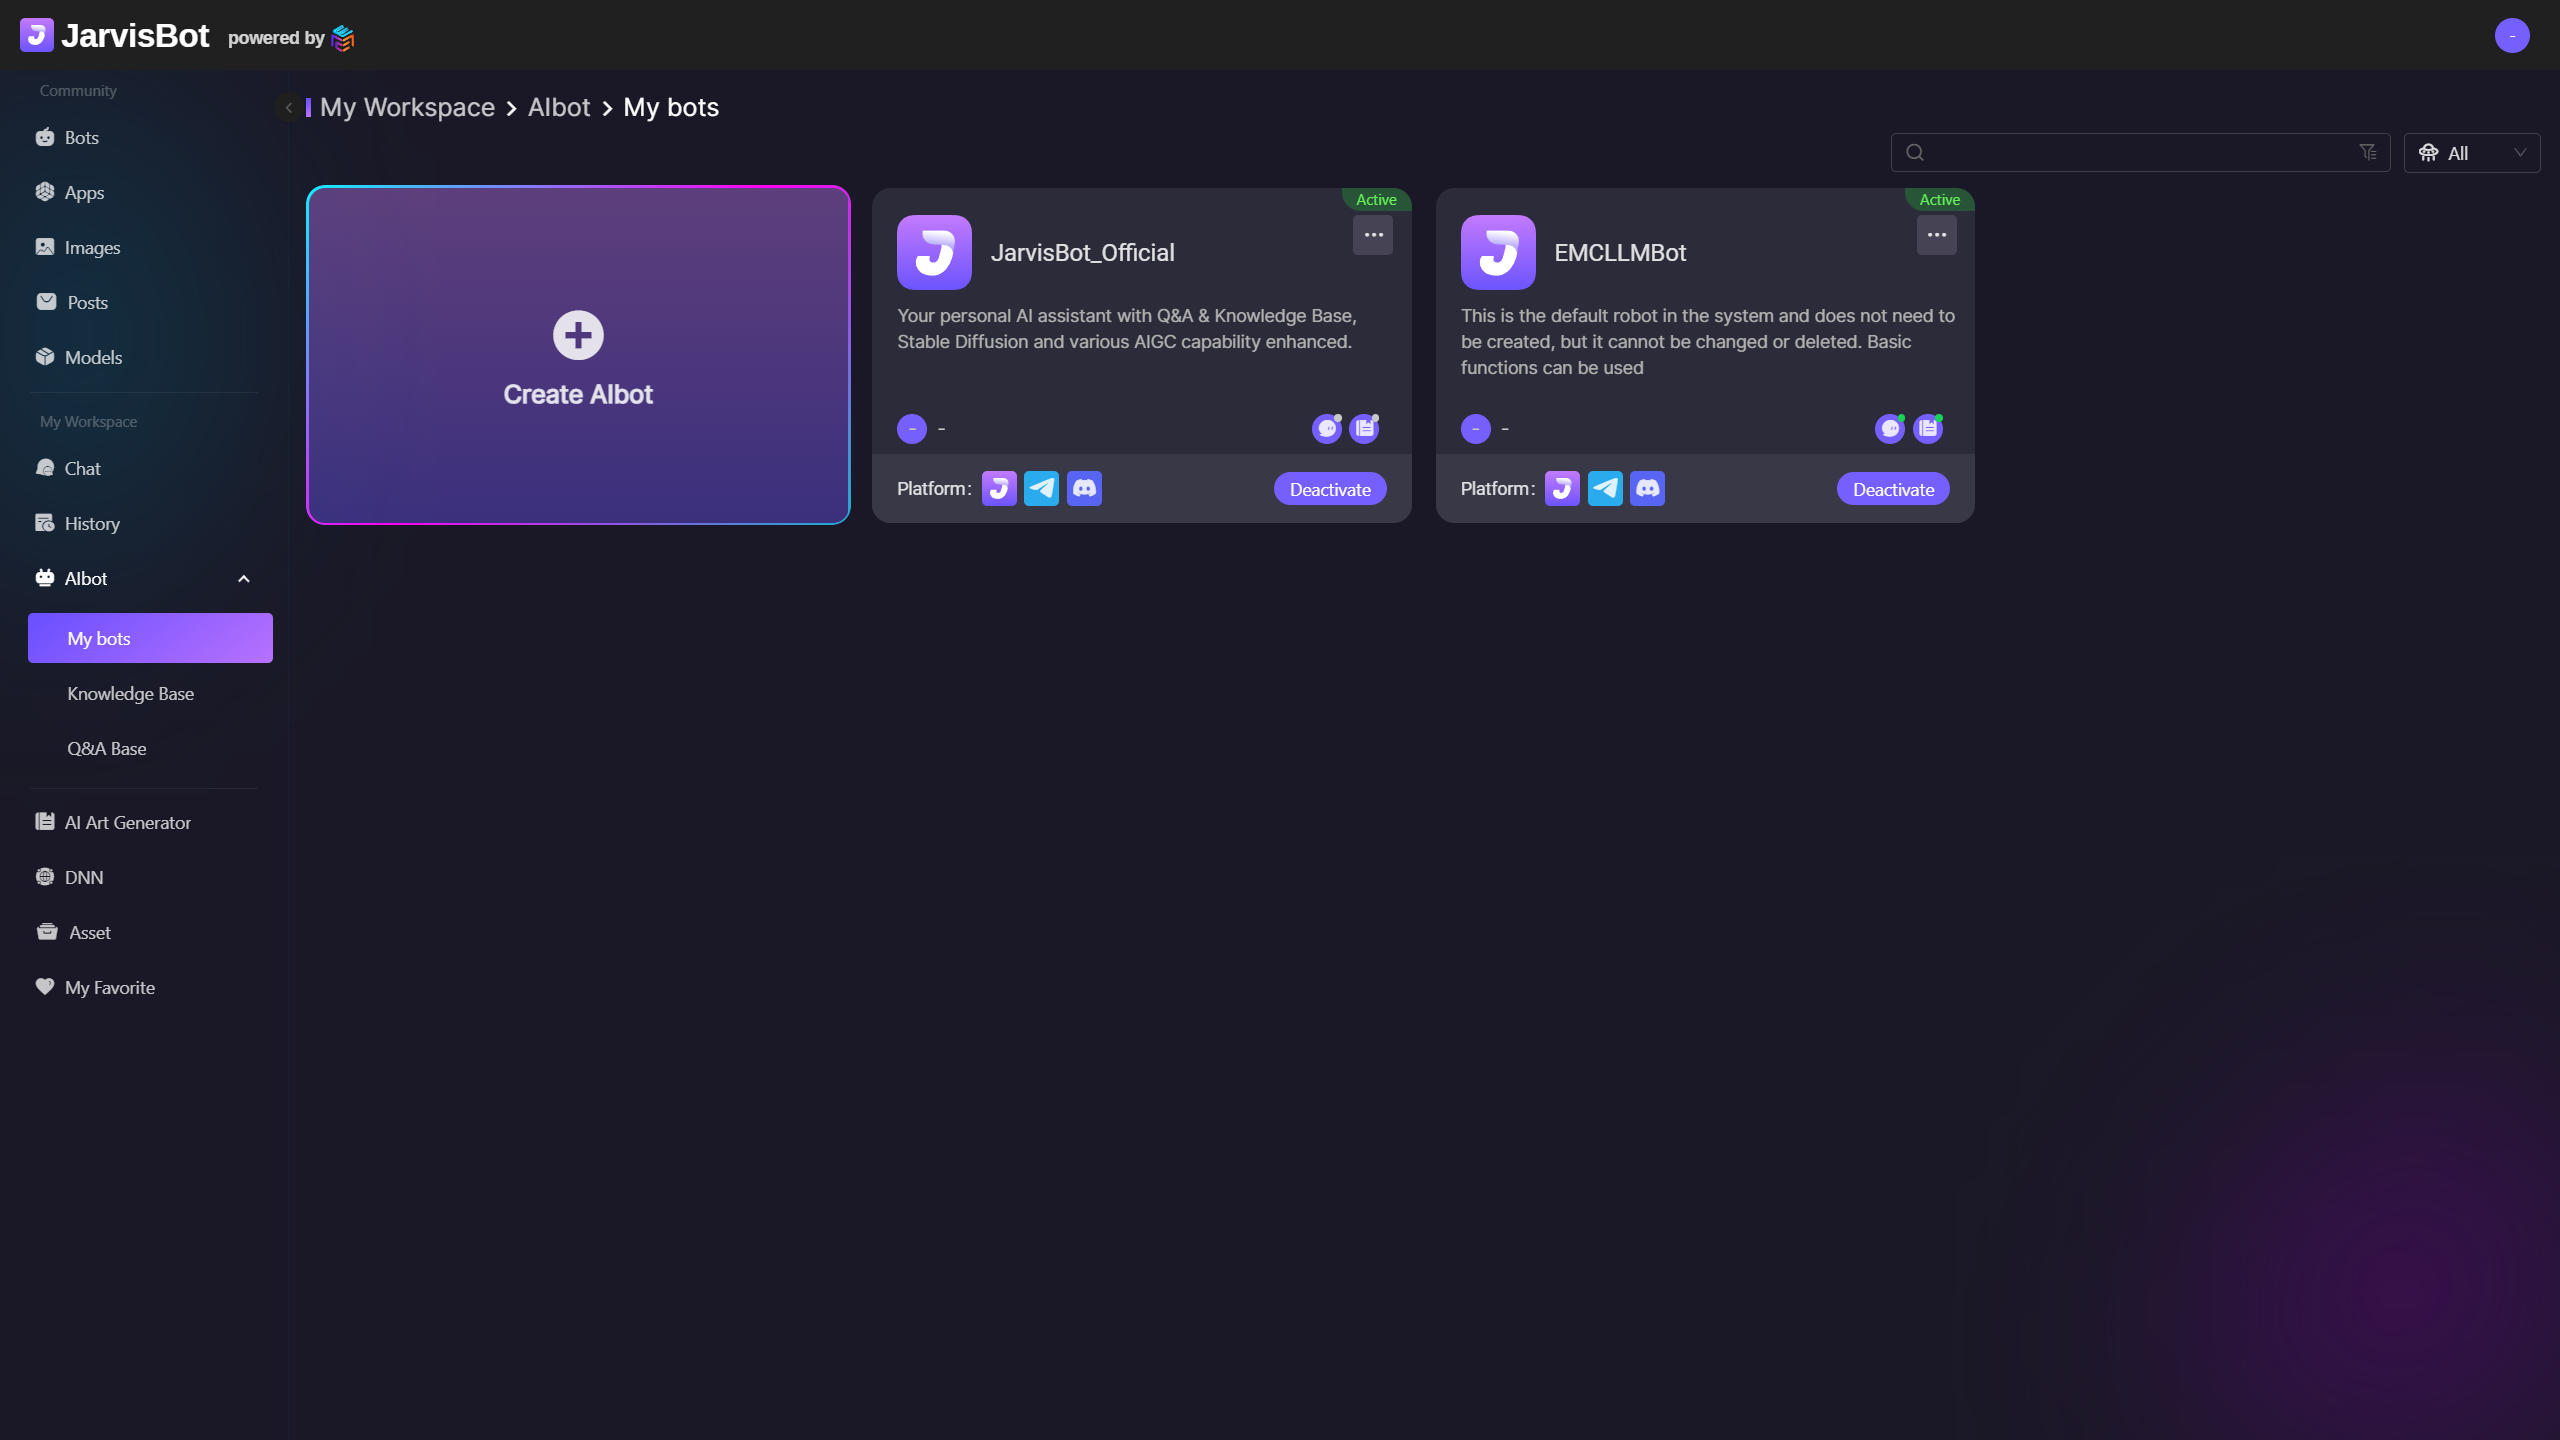 JarvisBot powered by
-
Community
Bots
Apps
Images
Posts
Models
My Workspace
Chat
History
AIbot
My bots
Knowledge Base
Q&A Base
AI Art Generator
DNN
Asset
My Favorite
My Workspace > AIbot > My bots
All
Create AIbot
Active
JarvisBot_Official
Your personal AI assistant with Q&A & Knowledge Base,
Stable Diffusion and various AIGC capability enhanced.
- -
Platform: Deactivate
Active
EMCLLMBot
This is the default robot in the system and does not need to
be created, but it cannot be changed or deleted. Basic
functions can be used
- -
Platform: Deactivate